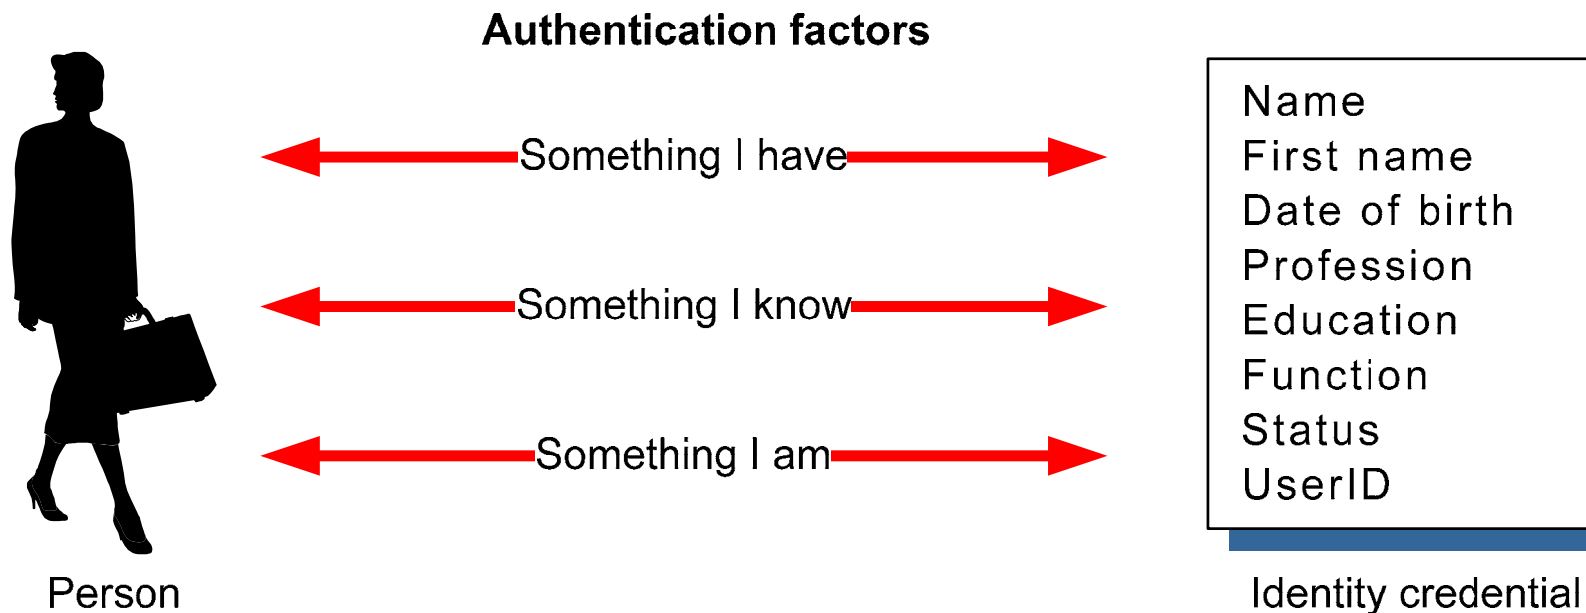 Authentication factors
Something I have
Something I know
Something I am
Person
Name
First name
Date of birth
Profession
Education
Function
Status
UserID
Identity credential